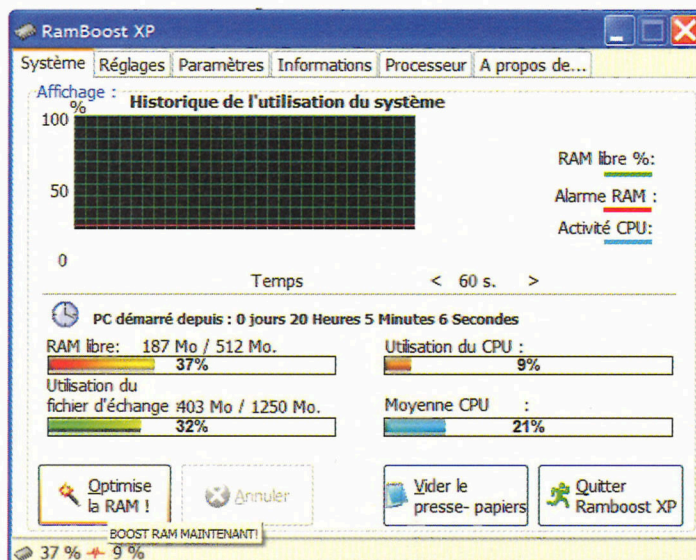 RamBoost XP
Système Réglages Paramètres Informations Processeur A propos de...
Affichage :
% Historique de l'utilisation du système
100
50
0
RAM libre %:
Alarme RAM :
Activité CPU:
Temps < 60 s. >
PC démarré depuis : 0 jours 20 Heures 5 Minutes 6 Secondes
RAM libre: 187 Mo / 512 Mo.
37%
Utilisation du CPU :
9%
Utilisation du
fichier d'échange :403 Mo / 1250 Mo.
32%
Moyenne CPU :
21%
Optimise
la RAM !
Annuler
Vider le
presse- papiers
Quitter
Ramboost XP
BOOST RAM MAINTENANT!
37 % 9 %